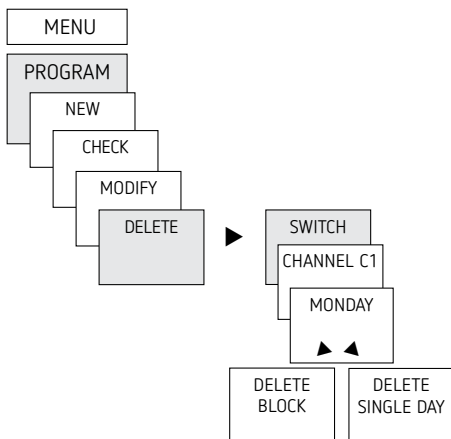 MENU
PROGRAM
NEW
CHECK
MODIFY
DELETE
SWITCH
CHANNEL C1
MONDAY
DELETE
BLOCK
DELETE
SINGLE DAY